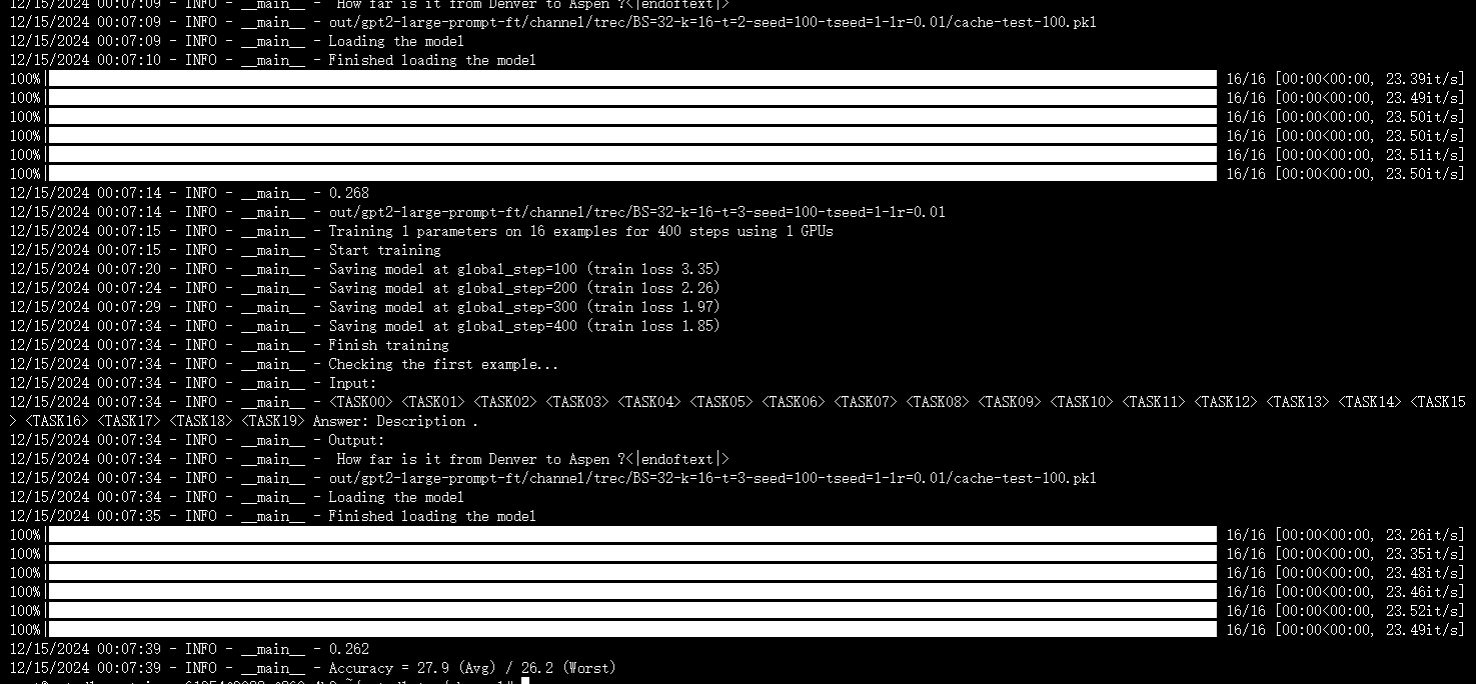 12/15/2024 00:07:09 - INFO - __main__ -  How far is it from Denver to Aspen ?<|endoftext|>
12/15/2024 00:07:09 - INFO - __main__ - out/gpt2-large-prompt-ft/channel/trec/BS=32-k=16-t=2-seed=100-tseed=1-lr=0.01/cache-test-100.pkl
12/15/2024 00:07:09 - INFO - __main__ - Loading the model
12/15/2024 00:07:10 - INFO - __main__ - Finished loading the model
100% 16/16 [00:00<00:00, 23.39it/s]
100% 16/16 [00:00<00:00, 23.49it/s]
100% 16/16 [00:00<00:00, 23.50it/s]
100% 16/16 [00:00<00:00, 23.50it/s]
100% 16/16 [00:00<00:00, 23.51it/s]
100% 16/16 [00:00<00:00, 23.50it/s]
12/15/2024 00:07:14 - INFO - __main__ - 0.268
12/15/2024 00:07:14 - INFO - __main__ - out/gpt2-large-prompt-ft/channel/trec/BS=32-k=16-t=3-seed=100-tseed=1-lr=0.01
12/15/2024 00:07:15 - INFO - __main__ - Training 1 parameters on 16 examples for 400 steps using 1 GPUs
12/15/2024 00:07:15 - INFO - __main__ - Start training
12/15/2024 00:07:20 - INFO - __main__ - Saving model at global_step=100 (train loss 3.35)
12/15/2024 00:07:24 - INFO - __main__ - Saving model at global_step=200 (train loss 2.26)
12/15/2024 00:07:29 - INFO - __main__ - Saving model at global_step=300 (train loss 1.97)
12/15/2024 00:07:34 - INFO - __main__ - Saving model at global_step=400 (train loss 1.85)
12/15/2024 00:07:34 - INFO - __main__ - Finish training
12/15/2024 00:07:34 - INFO - __main__ - Checking the first example...
12/15/2024 00:07:34 - INFO - __main__ - Input:
12/15/2024 00:07:34 - INFO - __main__ - <TASK00> <TASK01> <TASK02> <TASK03> <TASK04> <TASK05> <TASK06> <TASK07> <TASK08> <TASK09> <TASK10> <TASK11> <TASK12> <TASK13> <TASK14> <TASK15
> <TASK16> <TASK17> <TASK18> <TASK19> Answer: Description .
12/15/2024 00:07:34 - INFO - __main__ - Output:
12/15/2024 00:07:34 - INFO - __main__ -  How far is it from Denver to Aspen ?<|endoftext|>
12/15/2024 00:07:34 - INFO - __main__ - out/gpt2-large-prompt-ft/channel/trec/BS=32-k=16-t=3-seed=100-tseed=1-lr=0.01/cache-test-100.pkl
12/15/2024 00:07:34 - INFO - __main__ - Loading the model
12/15/2024 00:07:35 - INFO - __main__ - Finished loading the model
100% 16/16 [00:00<00:00, 23.26it/s]
100% 16/16 [00:00<00:00, 23.35it/s]
100% 16/16 [00:00<00:00, 23.48it/s]
100% 16/16 [00:00<00:00, 23.46it/s]
100% 16/16 [00:00<00:00, 23.52it/s]
100% 16/16 [00:00<00:00, 23.49it/s]
12/15/2024 00:07:39 - INFO - __main__ - 0.262
12/15/2024 00:07:39 - INFO - __main__ - Accuracy = 27.9 (Avg) / 26.2 (Worst)